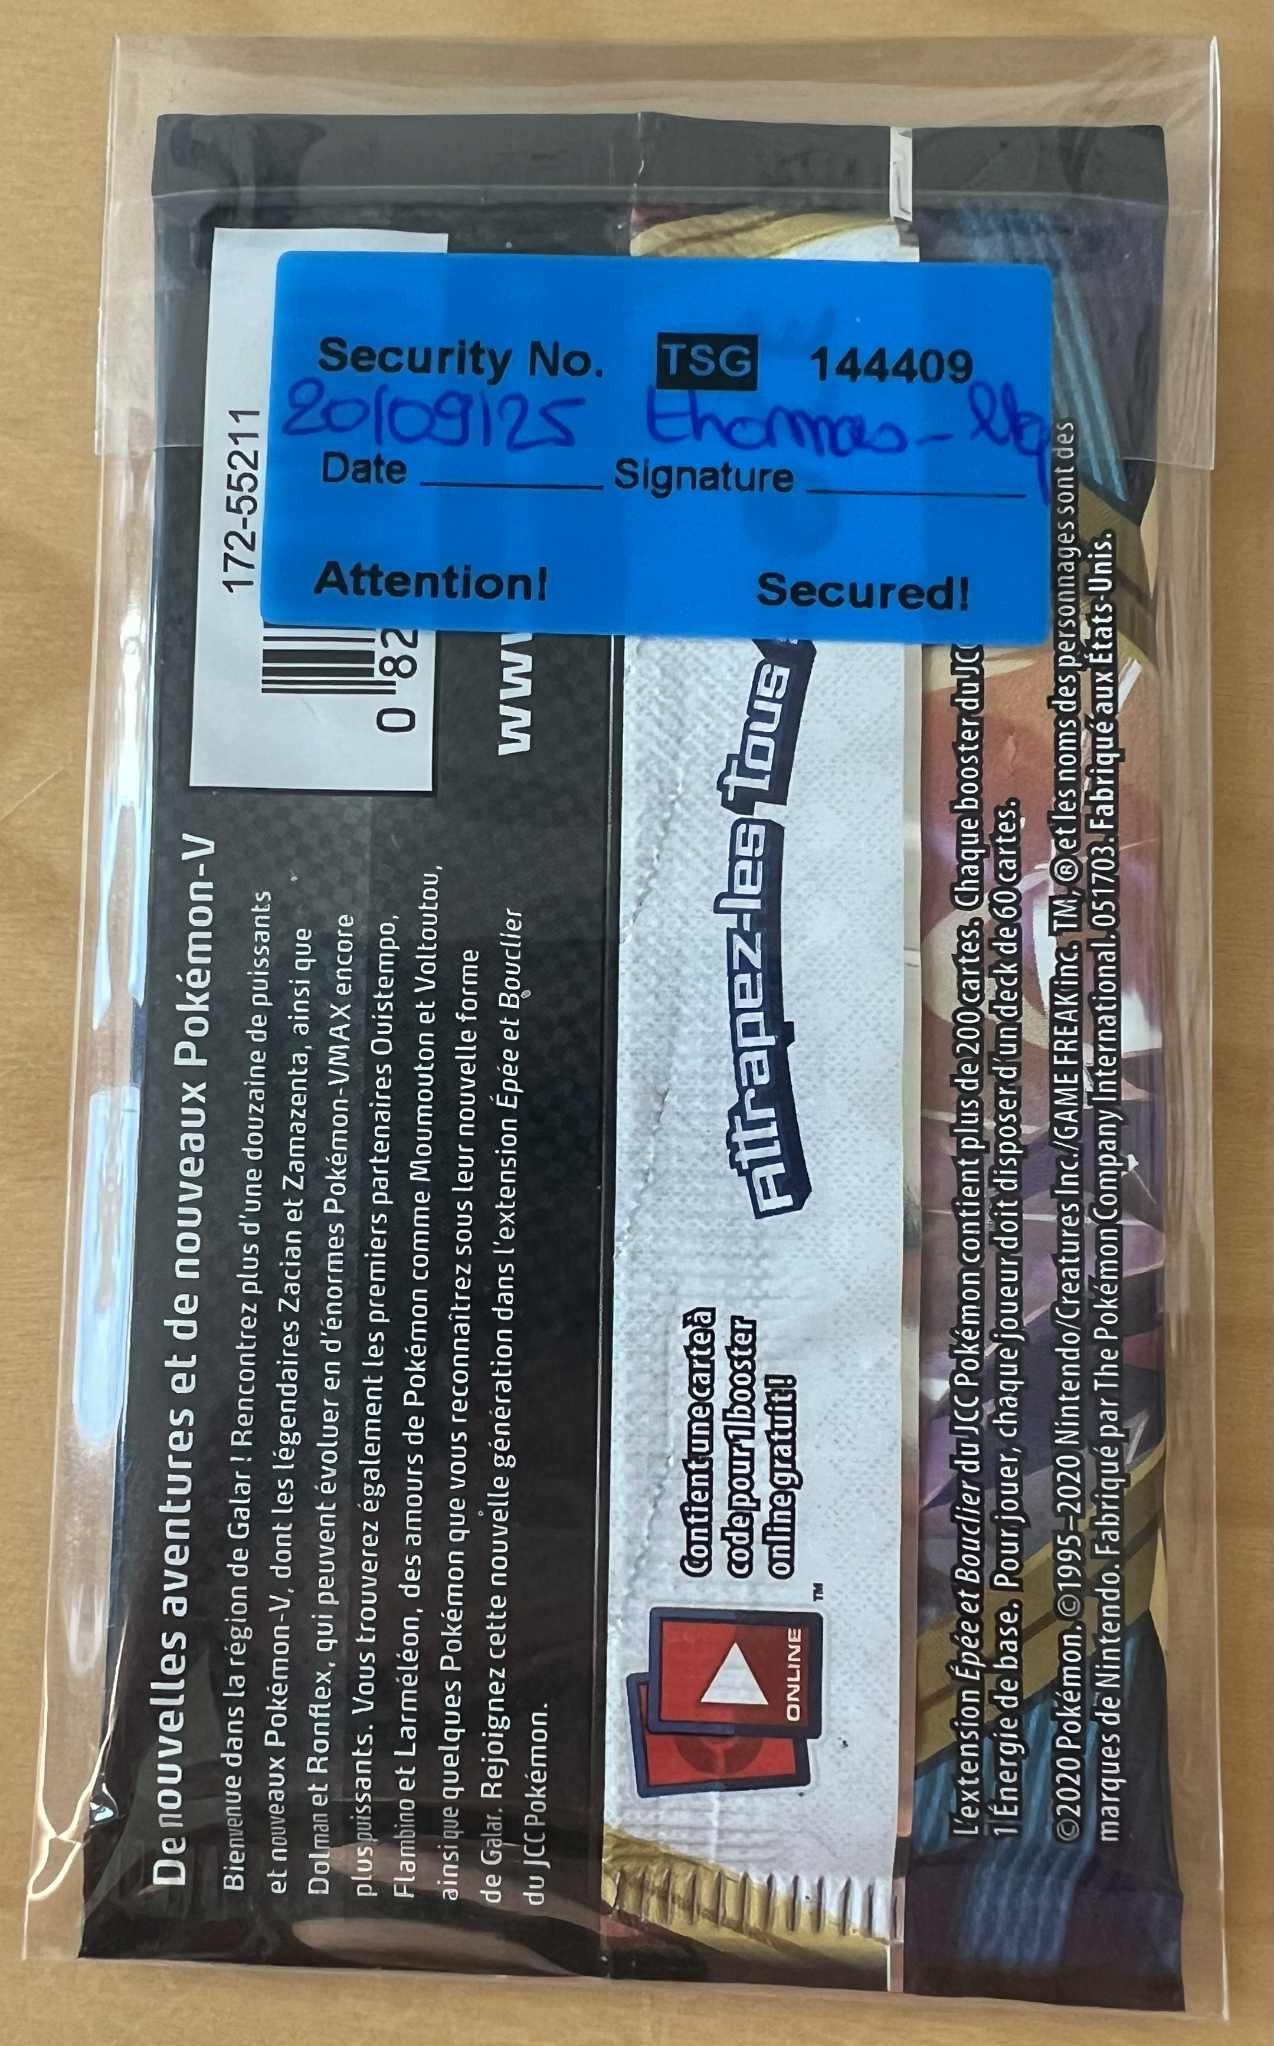 Security No. TSG 144409
20/09/25 thomas-
Date Signature
Attention! Secured!
172-55211
0 82
www
De nouvelles aventures et de nouveaux Pokémon-V
Bienvenue dans la région de Galar ! Rencontrez plus d'une douzaine de puissants
et nouveaux Pokémon-V, dont les légendaires Zacian et Zamazenta, ainsi que
Dolman et Ronflex, qui peuvent évoluer en d'énormes Pokémon-VMAX encore
plus puissants. Vous trouverez également les premiers partenaires Ouistempo,
Flambino et Larméléon, des amours de Pokémon comme Moumouton et Voltoutou,
ainsi que quelques Pokémon que vous reconnaîtrez sous leur nouvelle forme
de Galar. Rejoignez cette nouvelle génération dans l'extension Épée et Bouclier
du JCC Pokémon.
Attrapez-les tous
Contient une carte à
code pour 1 booster
online gratuit !
ONLINE
TM
L'extension Épée et Bouclier du JCC Pokémon contient plus de 200 cartes. Chaque booster du JCC
1 Énergie de base. Pour jouer, chaque joueur doit disposer d'un deck de 60 cartes.
©2020 Pokémon. ©1995–2020 Nintendo/Creatures Inc./GAME FREAK inc. TM, ® et les noms des personnages sont des
marques de Nintendo. Fabriqué par The Pokémon Company International. 051703. Fabriqué aux États-Unis.